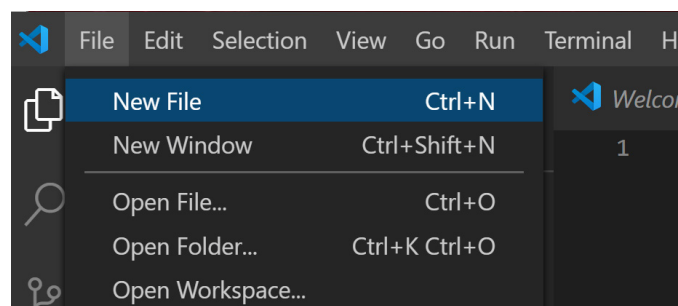 File Edit Selection View Go Run Terminal H
New File Ctrl+N
Welco
New Window Ctrl+Shift+N
1
Open File... Ctrl+O
Open Folder... Ctrl+K Ctrl+O
Open Workspace...